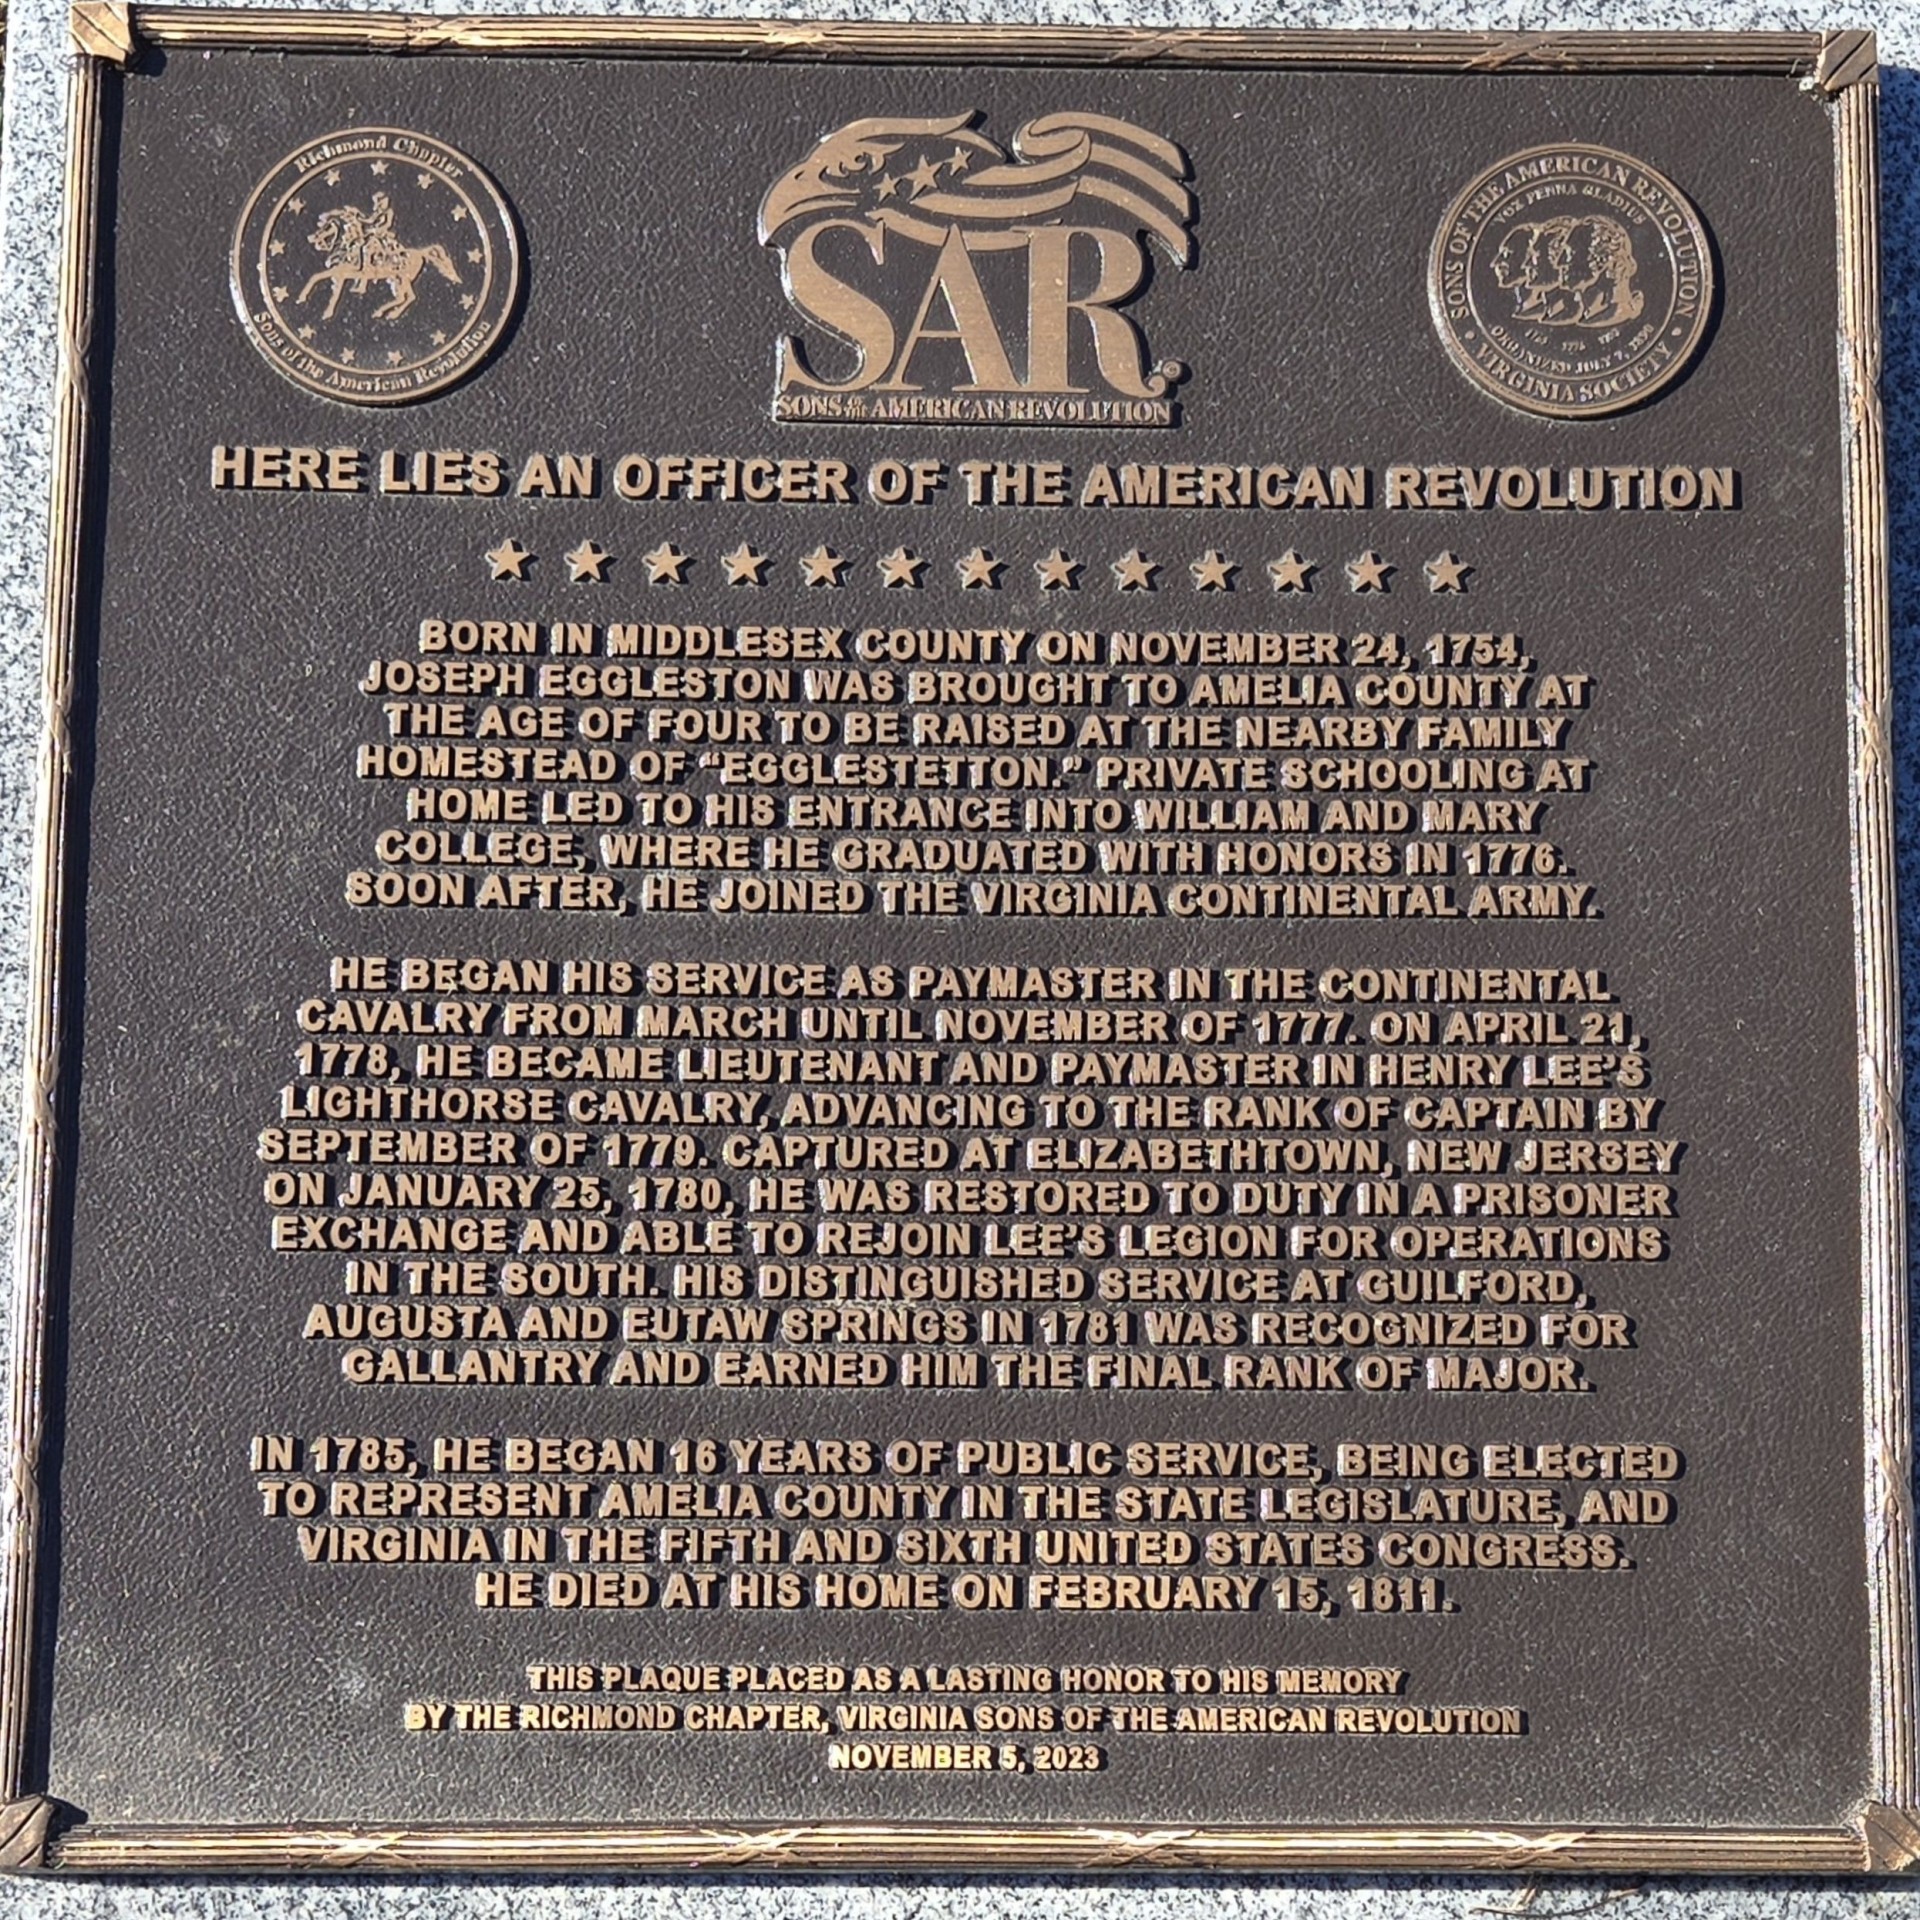 Richmond Chapter
Sons of the American Revolution
SAR
SONS OF THE AMERICAN REVOLUTION
SONS OF THE AMERICAN REVOLUTION
VOX PENNA GLADIUS
ORGANIZED JULY 7, 1890
VIRGINIA SOCIETY
HERE LIES AN OFFICER OF THE AMERICAN REVOLUTION
BORN IN MIDDLESEX COUNTY ON NOVEMBER 24, 1754,
JOSEPH EGGLESTON WAS BROUGHT TO AMELIA COUNTY AT
THE AGE OF FOUR TO BE RAISED AT THE NEARBY FAMILY
HOMESTEAD OF “EGGLESTETTON.” PRIVATE SCHOOLING AT
HOME LED TO HIS ENTRANCE INTO WILLIAM AND MARY
COLLEGE, WHERE HE GRADUATED WITH HONORS IN 1776.
SOON AFTER, HE JOINED THE VIRGINIA CONTINENTAL ARMY.
HE BEGAN HIS SERVICE AS PAYMASTER IN THE CONTINENTAL
CAVALRY FROM MARCH UNTIL NOVEMBER OF 1777. ON APRIL 21,
1778, HE BECAME LIEUTENANT AND PAYMASTER IN HENRY LEE’S
LIGHTHORSE CAVALRY, ADVANCING TO THE RANK OF CAPTAIN BY
SEPTEMBER OF 1779. CAPTURED AT ELIZABETHTOWN, NEW JERSEY
ON JANUARY 25, 1780, HE WAS RESTORED TO DUTY IN A PRISONER
EXCHANGE AND ABLE TO REJOIN LEE’S LEGION FOR OPERATIONS
IN THE SOUTH. HIS DISTINGUISHED SERVICE AT GUILFORD,
AUGUSTA AND EUTAW SPRINGS IN 1781 WAS RECOGNIZED FOR
GALLANTRY AND EARNED HIM THE FINAL RANK OF MAJOR.
IN 1785, HE BEGAN 16 YEARS OF PUBLIC SERVICE, BEING ELECTED
TO REPRESENT AMELIA COUNTY IN THE STATE LEGISLATURE, AND
VIRGINIA IN THE FIFTH AND SIXTH UNITED STATES CONGRESS.
HE DIED AT HIS HOME ON FEBRUARY 15, 1811.
THIS PLAQUE PLACED AS A LASTING HONOR TO HIS MEMORY
BY THE RICHMOND CHAPTER, VIRGINIA SONS OF THE AMERICAN REVOLUTION
NOVEMBER 5, 2023